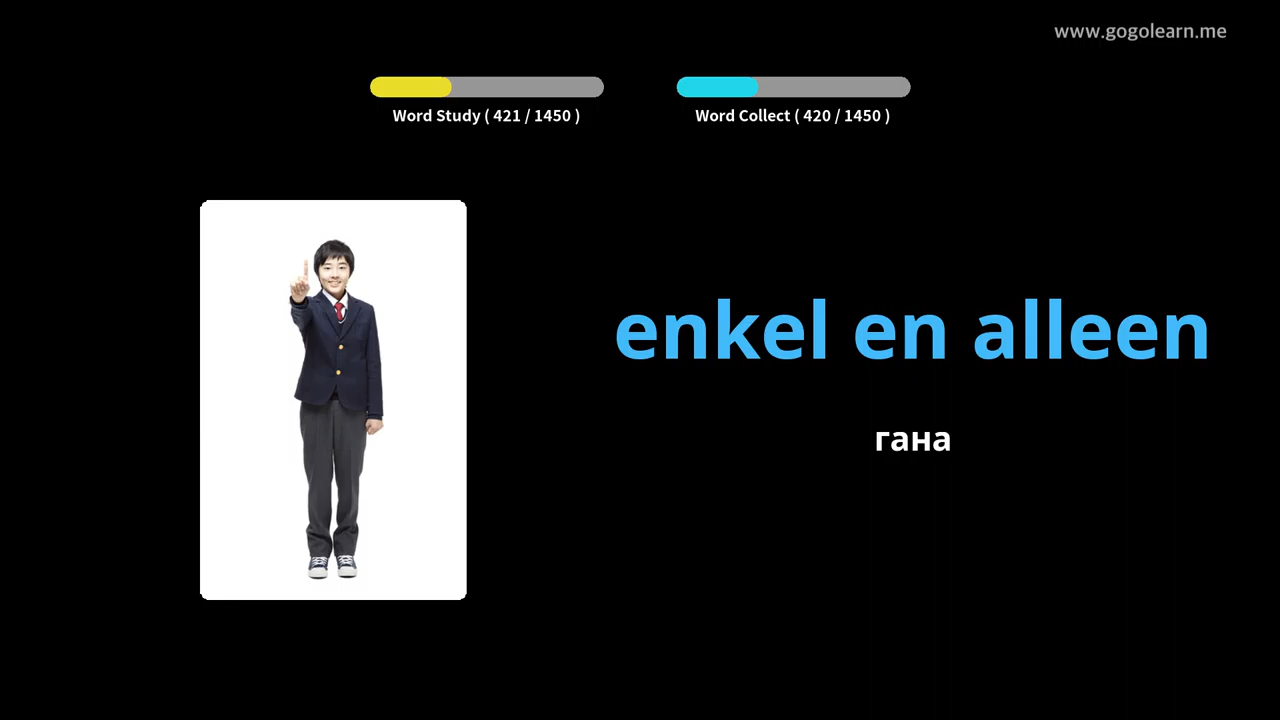 www.gogolearn.me
Word Study ( 421 / 1450 )
Word Collect ( 420 / 1450 )
enkel en alleen
гана